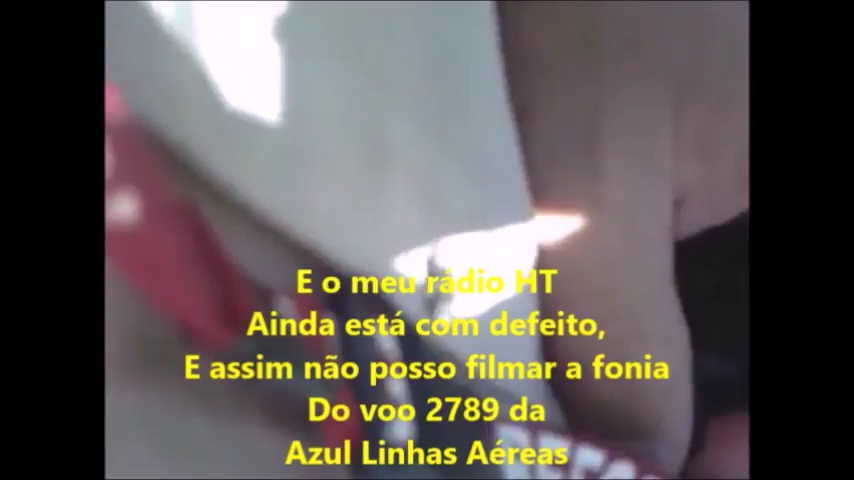 E o meu rádio HT
Ainda está com defeito,
E assim não posso filmar a fonia
Do voo 2789 da
Azul Linhas Aéreas